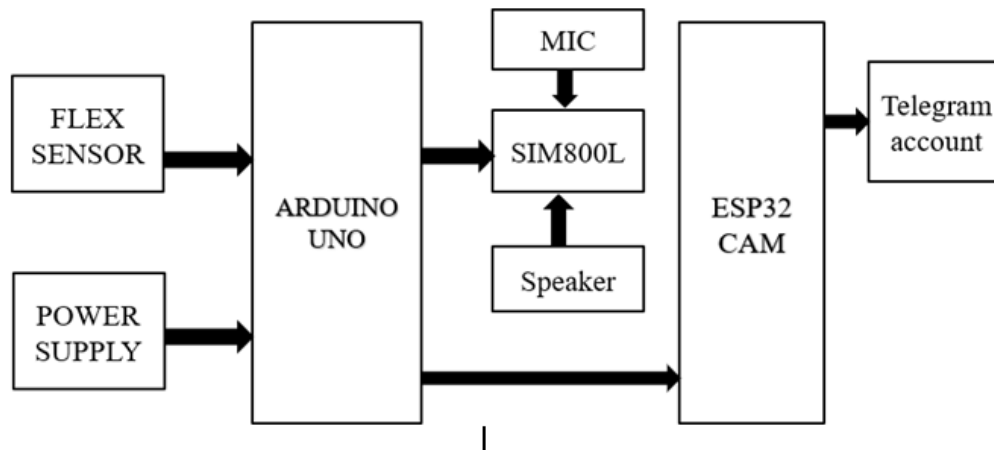 FLEX
SENSOR
POWER
SUPPLY
ARDUINO
UNO
MIC
SIM800L
Speaker
ESP32
CAM
Telegram
account